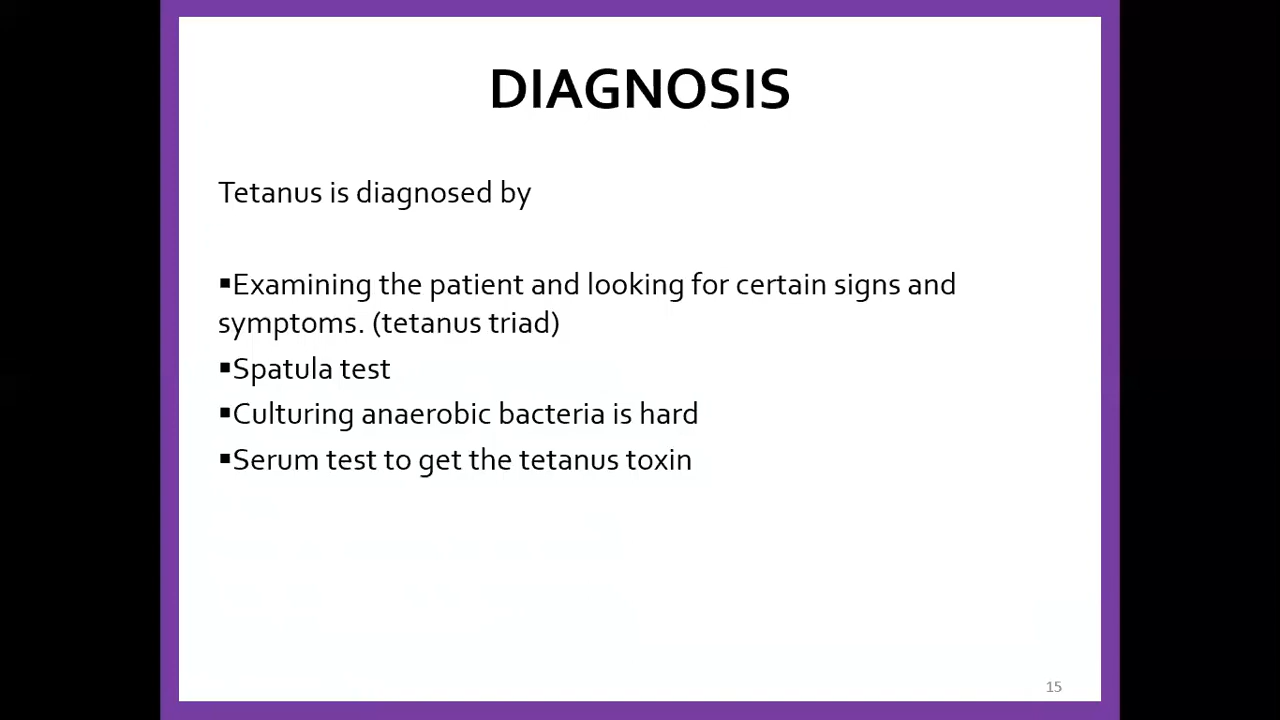 DIAGNOSIS
Tetanus is diagnosed by
▪Examining the patient and looking for certain signs and
symptoms. (tetanus triad)
▪Spatula test
▪Culturing anaerobic bacteria is hard
▪Serum test to get the tetanus toxin
15